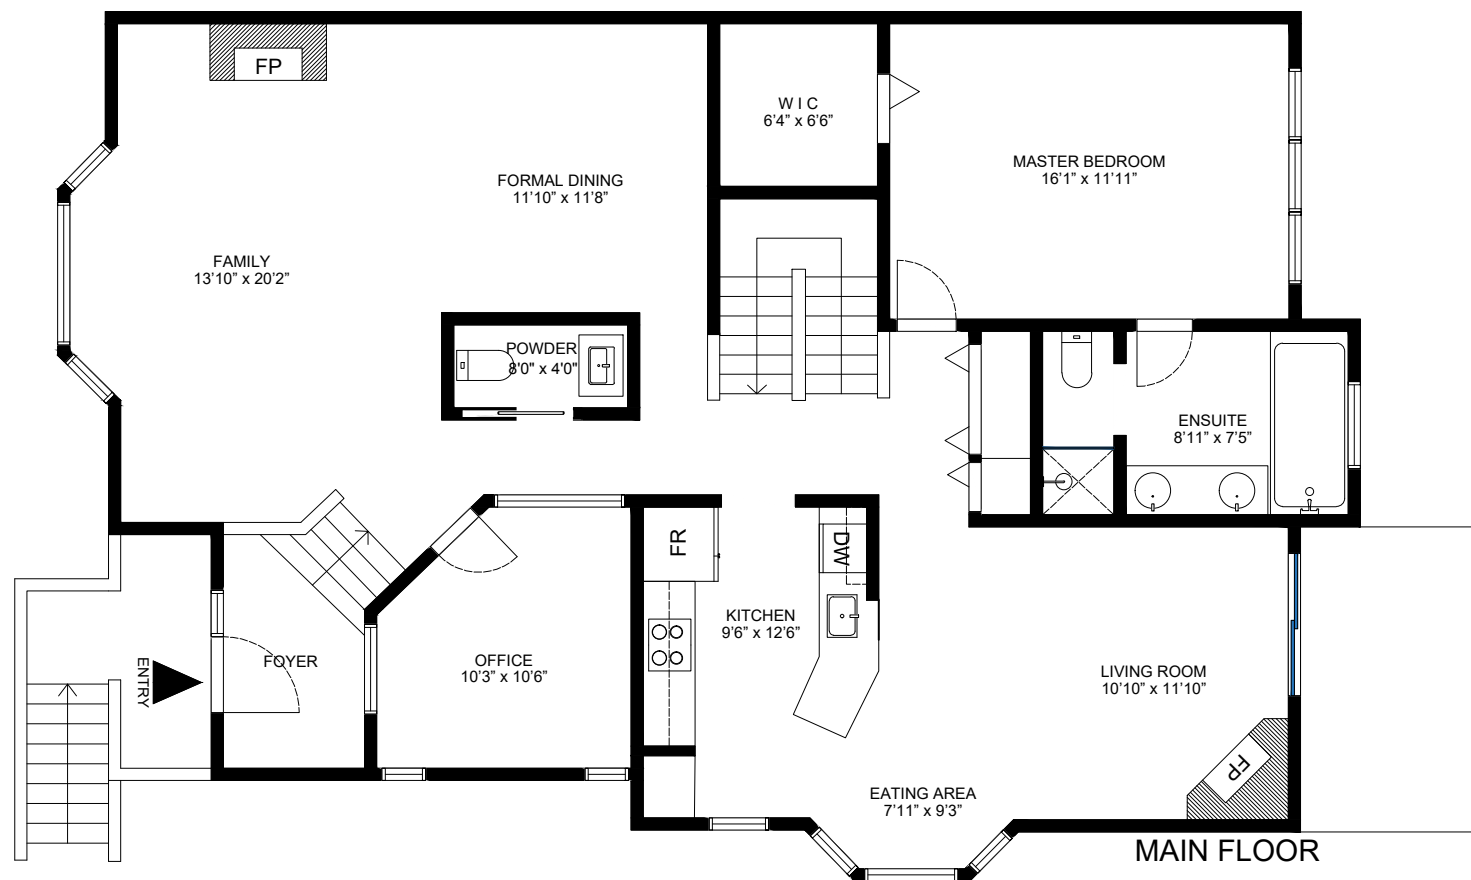 FP
W I C
6'4” x 6'6”
MASTER BEDROOM
16'1” x 11'11”
FORMAL DINING
11'10” x 11'8”
FAMILY
13'10” x 20'2”
POWDER
8'0" x 4'0"
ENSUITE
8'11” x 7'5”
FR
DW
KITCHEN
9'6” x 12'6”
ENTRY
FOYER
OFFICE
10'3” x 10'6”
LIVING ROOM
10'10” x 11'10”
FP
EATING AREA
7'11” x 9'3”
MAIN FLOOR